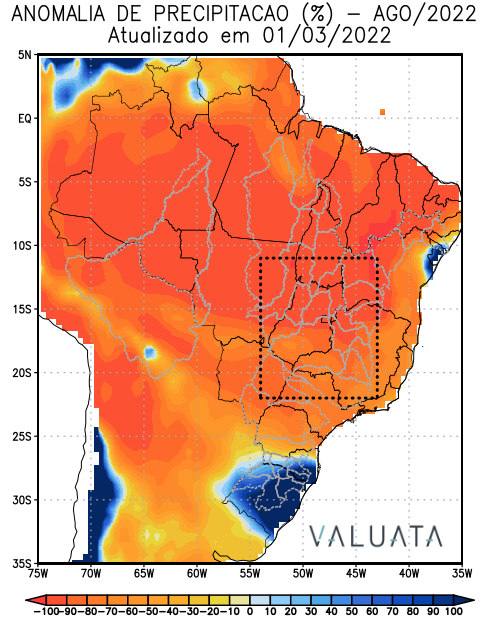 ANOMALIA DE PRECIPITACAO (%) – AGO/2022
Atualizado em 01/03/2022
5N
EQ
5S
10S
15S
20S
25S
30S
35S
VALUATA
75W 70W 65W 60W 55W 50W 45W 40W 35W
-100 -90 -80 -70 -60 -50 -40 -30 -20 -10 0 10 20 30 40 50 60 70 80 90 100